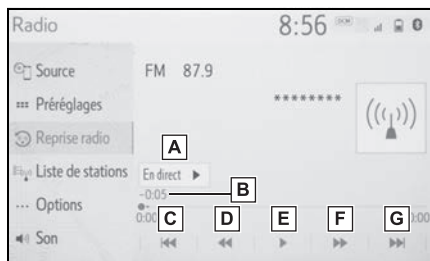 Radio 8:56 DCM
Source FM 87.9
Préréglages ********
Reprise radio
A
Liste de stations En direct
B
-0:05
Options
0:00
C D E F G
Son